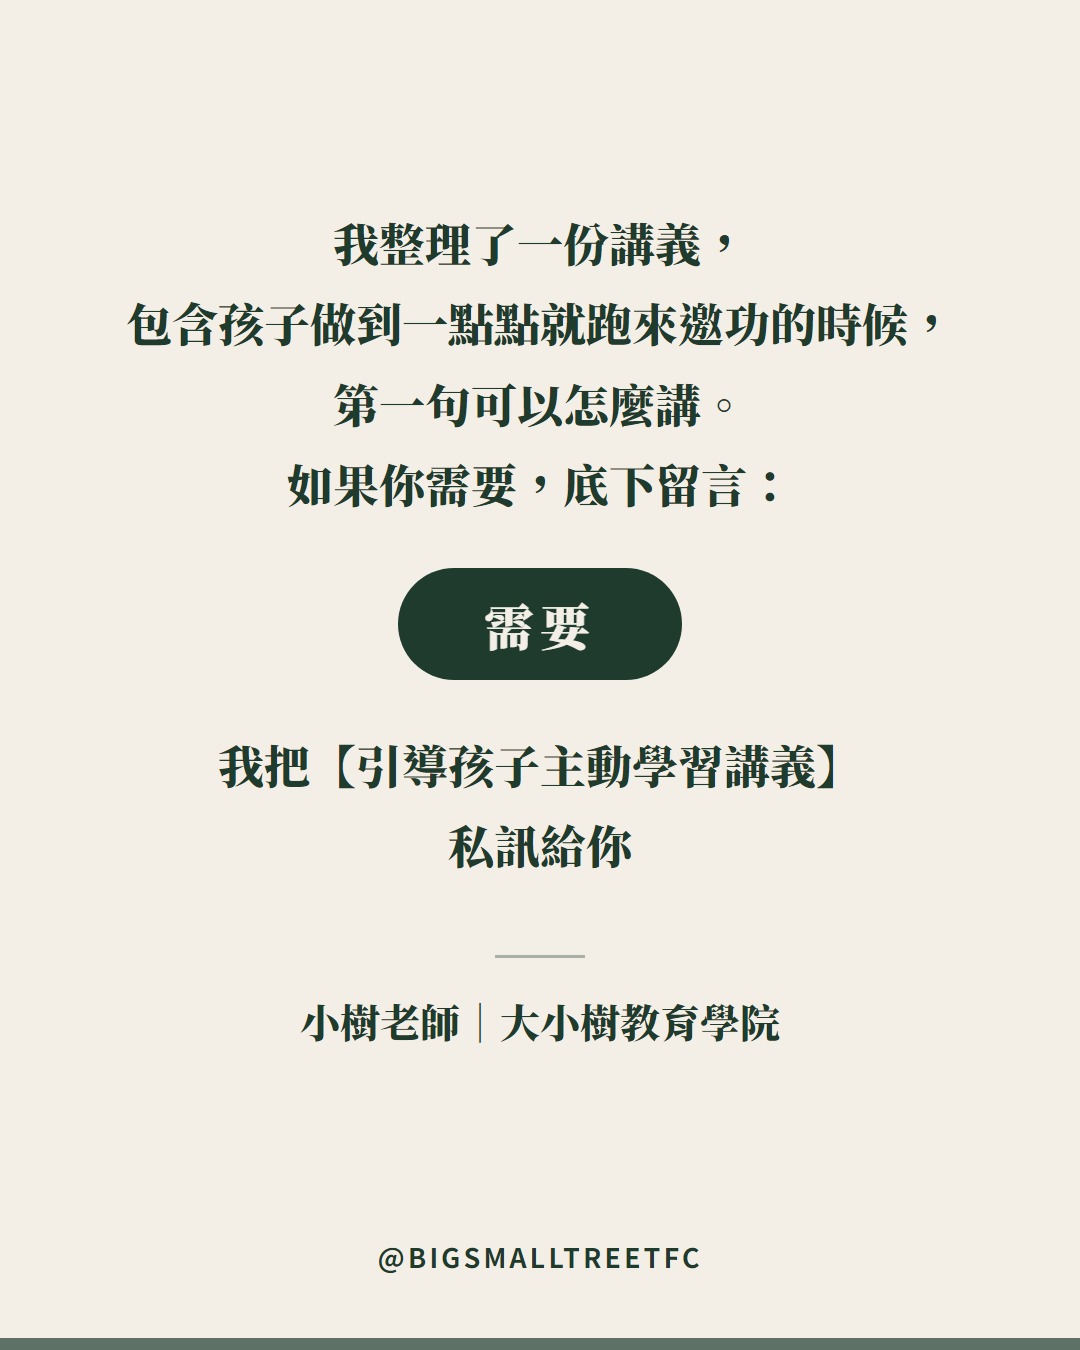 我整理了一份講義，
包含孩子做到一點點就跑來邀功的時候，
第一句可以怎麼講。
如果你需要，底下留言：
需要
我把【引導孩子主動學習講義】
私訊給你
小樹老師｜大小樹教育學院
@BIGSMALLTREETFC